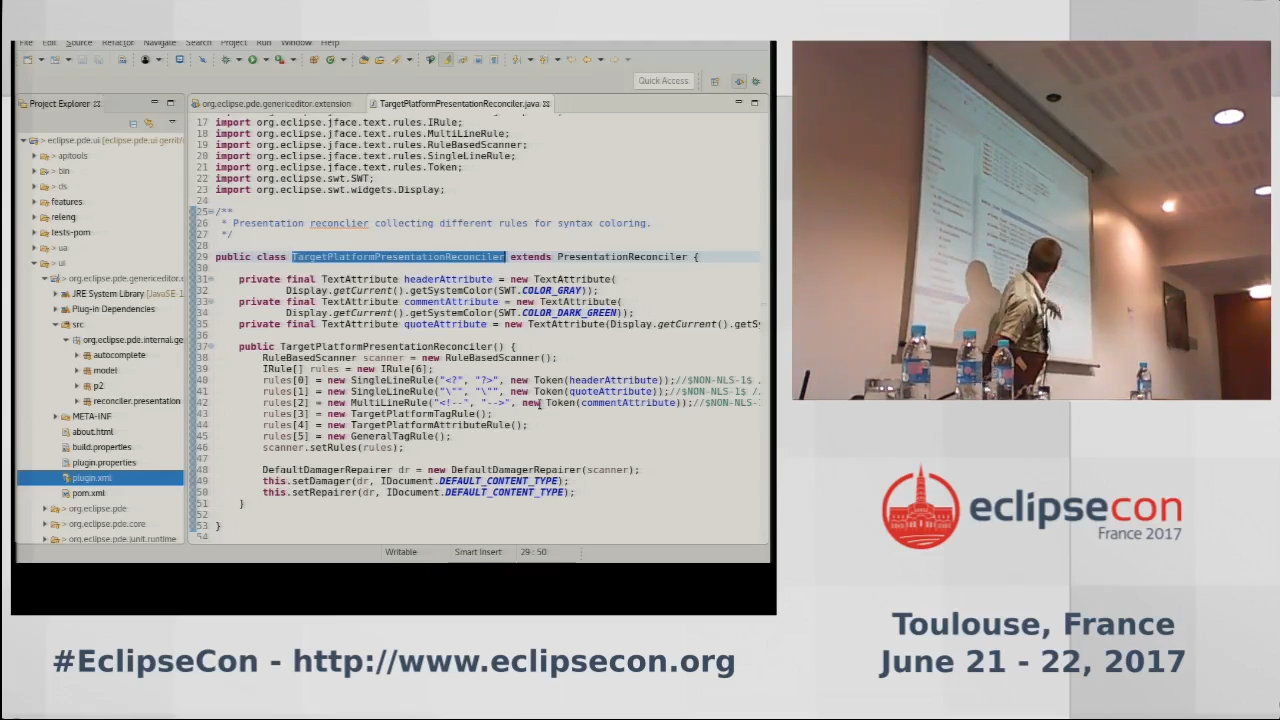 File Edit Source Refactor Navigate Search Project Run Window Help
Quick Access
Project Explorer
org.eclipse.pde.genericeditor.extension
TargetPlatformPresentationReconciler.java
eclipse.pde.ui [eclipse.pde.ui gerrit/
> apitools
> bin
> ds
features
releng
tests-pom
> ua
> ui
> org.eclipse.pde.genericeditor.e
JRE System Library [JavaSE-1
Plug-in Dependencies
src
org.eclipse.pde.internal.ge
autocomplete
model
p2
reconciler.presentation
META-INF
about.html
build.properties
plugin.properties
plugin.xml
pom.xml
> org.eclipse.pde
> org.eclipse.pde.core
> org.eclipse.pde.junit.runtime
17 import org.eclipse.jface.text.rules.IRule;
18 import org.eclipse.jface.text.rules.MultiLineRule;
19 import org.eclipse.jface.text.rules.RuleBasedScanner;
20 import org.eclipse.jface.text.rules.SingleLineRule;
21 import org.eclipse.jface.text.rules.Token;
22 import org.eclipse.swt.SWT;
23 import org.eclipse.swt.widgets.Display;
24
25 /**
26 * Presentation reconclier collecting different rules for syntax coloring.
27 */
28
29 public class TargetPlatformPresentationReconciler extends PresentationReconciler {
30
31 private final TextAttribute headerAttribute = new TextAttribute(
32 Display.getCurrent().getSystemColor(SWT.COLOR_GRAY));
33 private final TextAttribute commentAttribute = new TextAttribute(
34 Display.getCurrent().getSystemColor(SWT.COLOR_DARK_GREEN));
35 private final TextAttribute quoteAttribute = new TextAttribute(Display.getCurrent().getSy
36
37 public TargetPlatformPresentationReconciler() {
38 RuleBasedScanner scanner = new RuleBasedScanner();
39 IRule[] rules = new IRule[6];
40 rules[0] = new SingleLineRule("<?", "?>", new Token(headerAttribute));//$NON-NLS-1$ /
41 rules[1] = new SingleLineRule("\"", "\"", new Token(quoteAttribute));//$NON-NLS-1$ /
42 rules[2] = new MultiLineRule("<!--", "-->", new Token(commentAttribute));//$NON-NLS-
43 rules[3] = new TargetPlatformTagRule();
44 rules[4] = new TargetPlatformAttributeRule();
45 rules[5] = new GeneralTagRule();
46 scanner.setRules(rules);
47
48 DefaultDamagerRepairer dr = new DefaultDamagerRepairer(scanner);
49 this.setDamager(dr, IDocument.DEFAULT_CONTENT_TYPE);
50 this.setRepairer(dr, IDocument.DEFAULT_CONTENT_TYPE);
51 }
52
53 }
54
Writable Smart Insert 29 : 50
eclipsecon
France 2017
Toulouse, France
June 21 - 22, 2017
#EclipseCon - http://www.eclipsecon.org